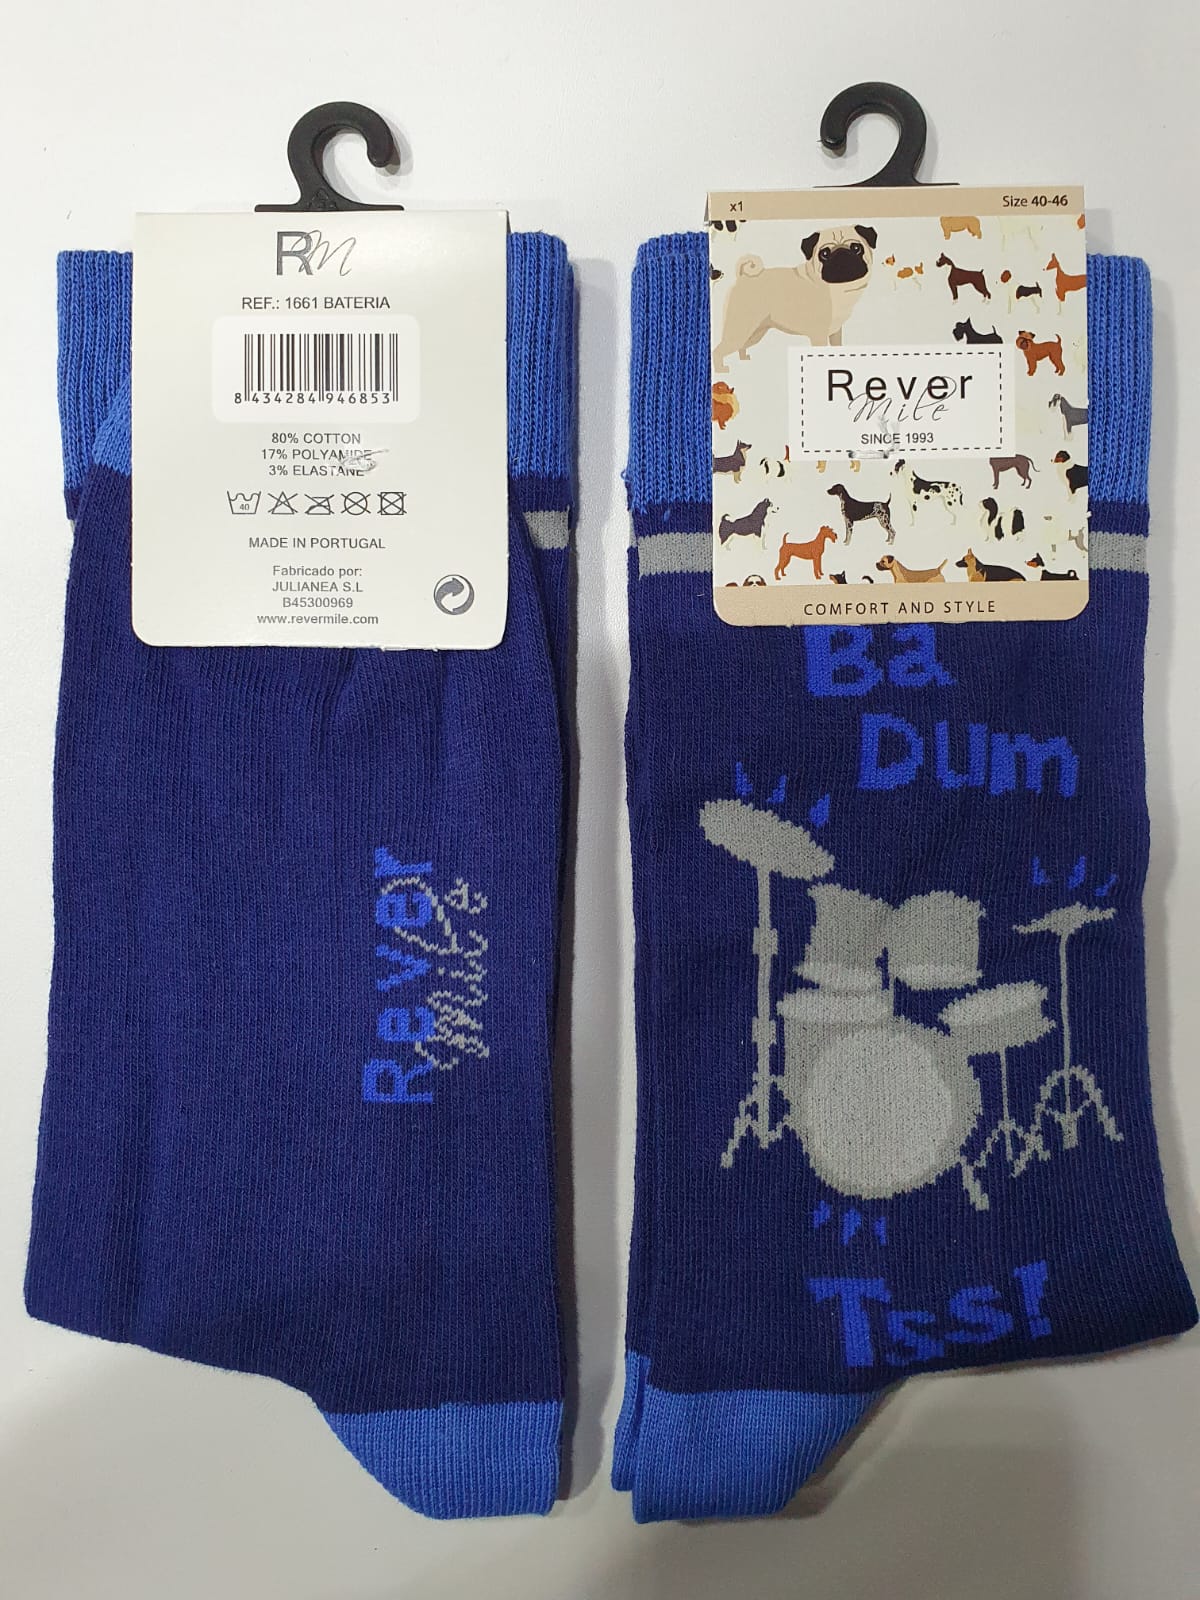 RM
REF.: 1661 BATERIA
8 434284 946853
80% COTTON
17% POLYAMIDE
3% ELASTANE
40
MADE IN PORTUGAL
Fabricado por:
JULIANEA S.L
B45300969
www.revermile.com
Rever
mile
x1
Size 40-46
Rever
mile
SINCE 1993
COMFORT AND STYLE
Ba
Dum
Tss!